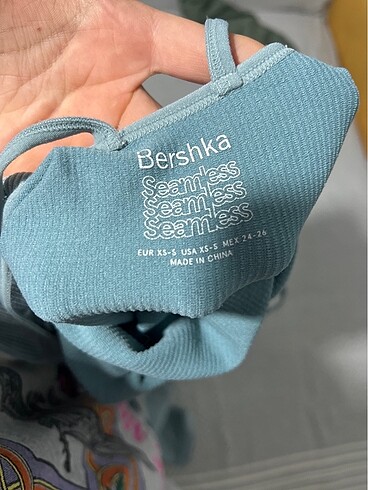 Bershka
Seamless
Seamless
Seamless
EUR XS-S USA XS-S MEX 24-26
MADE IN CHINA